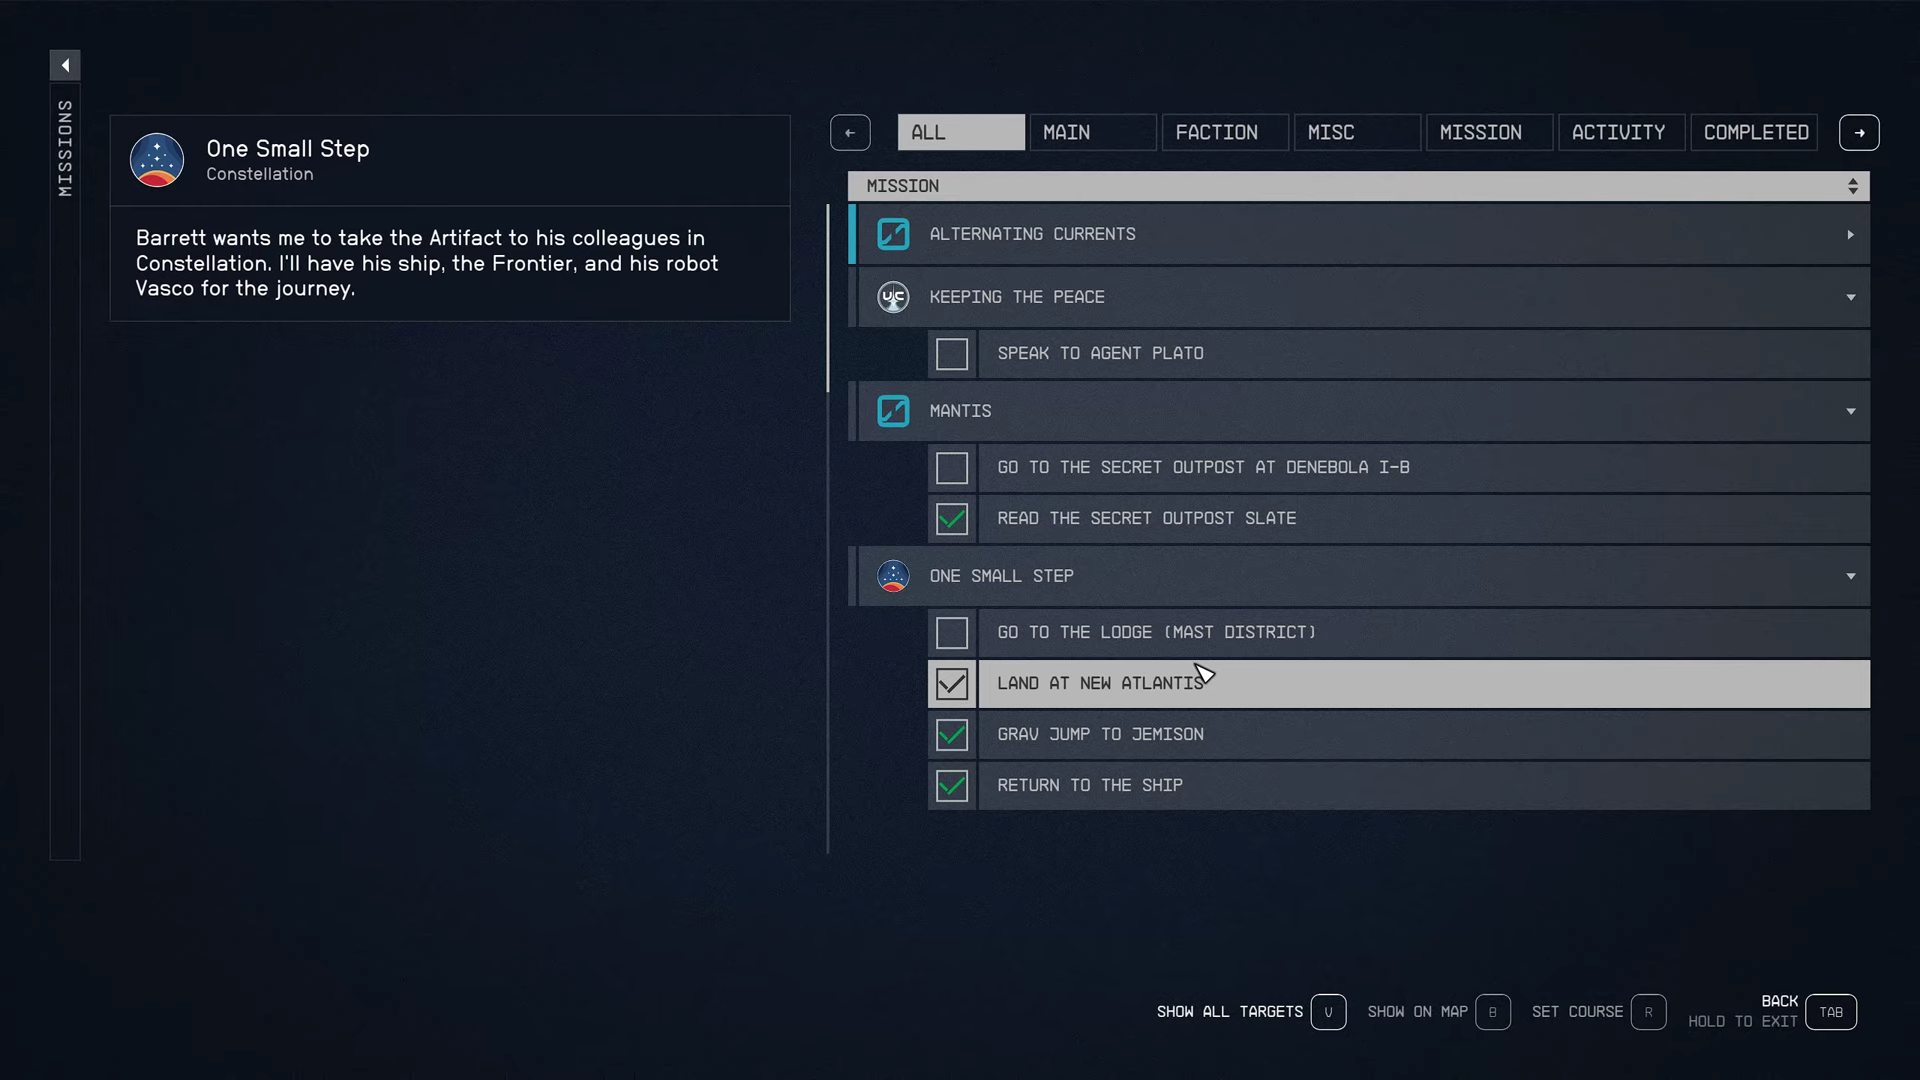 MISSIONS
One Small Step
Constellation
Barrett wants me to take the Artifact to his colleagues in
Constellation. I'll have his ship, the Frontier, and his robot
Vasco for the journey.
ALL MAIN FACTION MISC MISSION ACTIVITY COMPLETED
MISSION
ALTERNATING CURRENTS
UC KEEPING THE PEACE
SPEAK TO AGENT PLATO
MANTIS
GO TO THE SECRET OUTPOST AT DENEBOLA I-B
READ THE SECRET OUTPOST SLATE
ONE SMALL STEP
GO TO THE LODGE (MAST DISTRICT)
LAND AT NEW ATLANTIS
GRAV JUMP TO JEMISON
RETURN TO THE SHIP
SHOW ALL TARGETS V SHOW ON MAP B SET COURSE R BACK
HOLD TO EXIT TAB